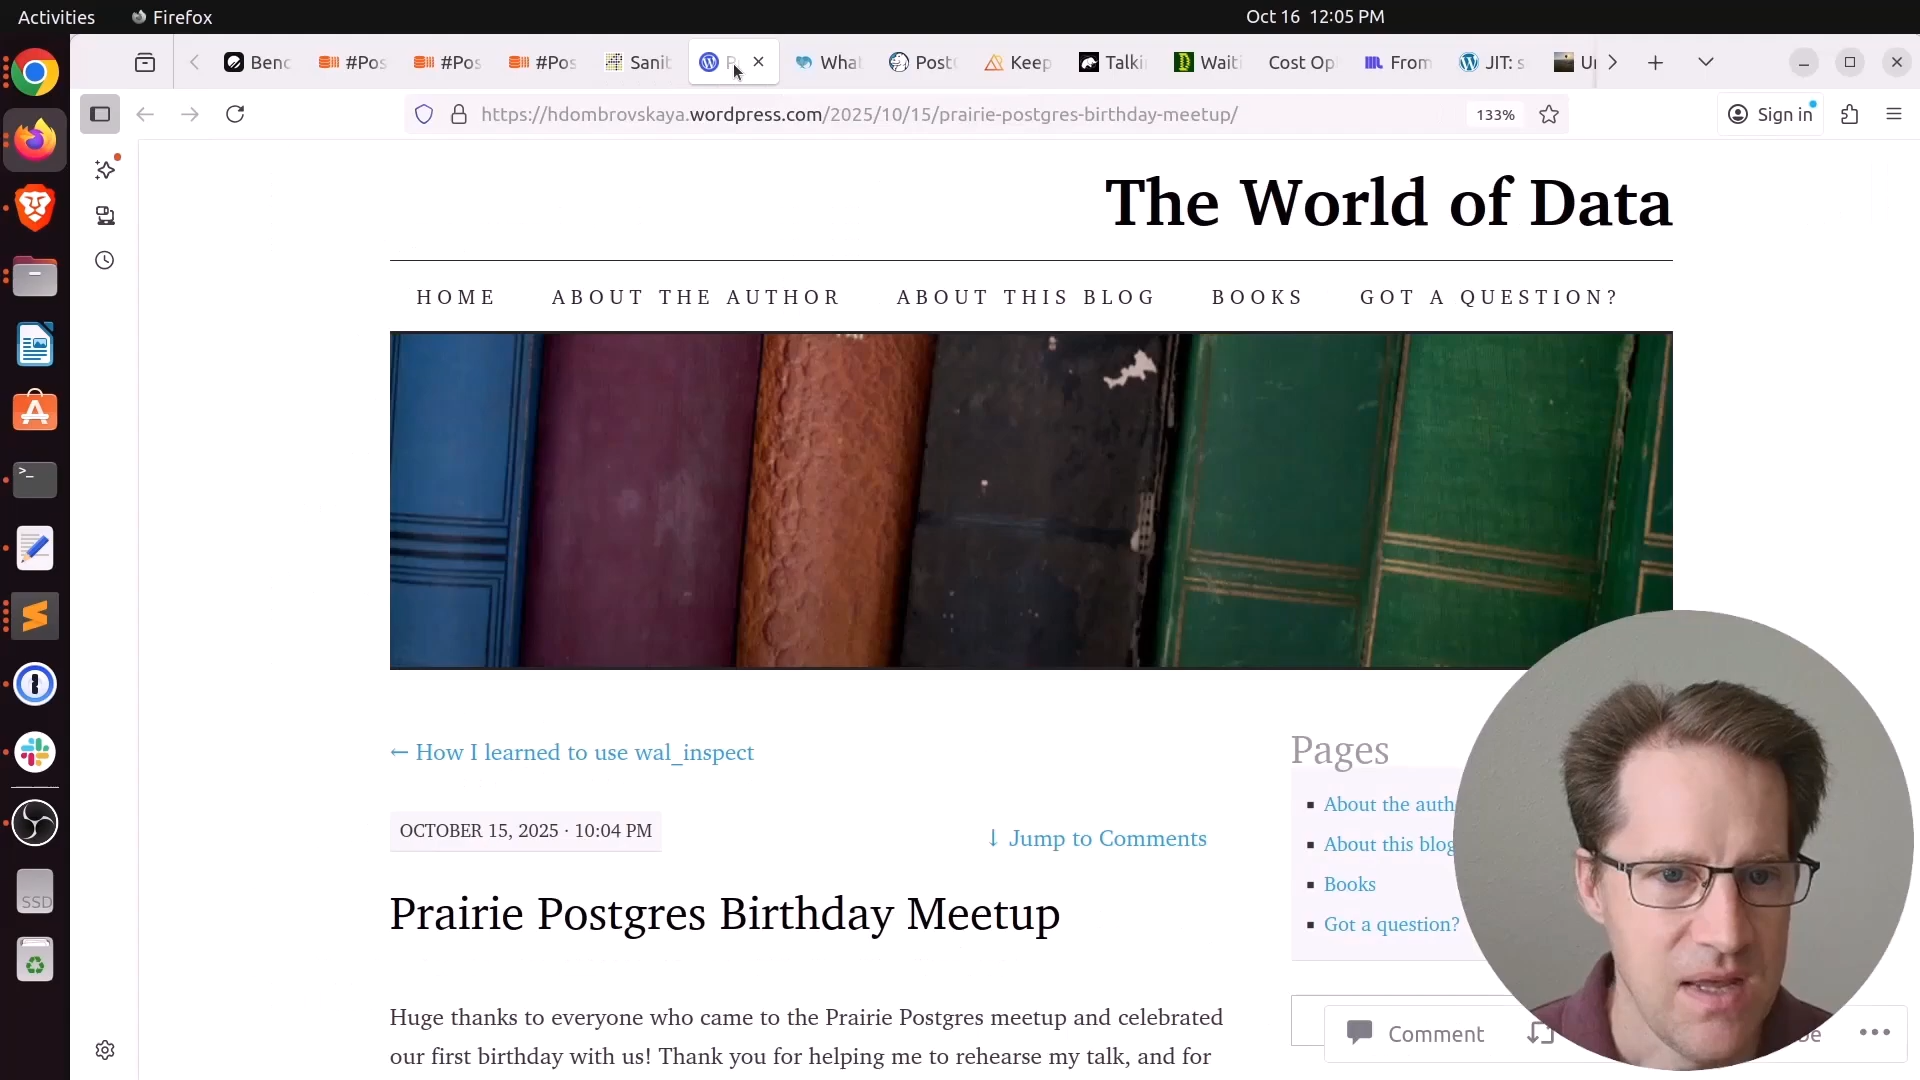 Activities Firefox Oct 16 12:05 PM
Benc #Pos #Pos #Pos Sanit What Postg Keep Talki Waiti Cost Op From JIT: s
https://hdombrovskaya.wordpress.com/2025/10/15/prairie-postgres-birthday-meetup/ 133% Sign in
The World of Data
HOME ABOUT THE AUTHOR ABOUT THIS BLOG BOOKS GOT A QUESTION?
← How I learned to use wal_inspect
OCTOBER 15, 2025 · 10:04 PM
↓ Jump to Comments
Prairie Postgres Birthday Meetup
Huge thanks to everyone who came to the Prairie Postgres meetup and celebrated
our first birthday with us! Thank you for helping me to rehearse my talk, and for
Pages
About the auth
About this blog
Books
Got a question?
Comment
SSD